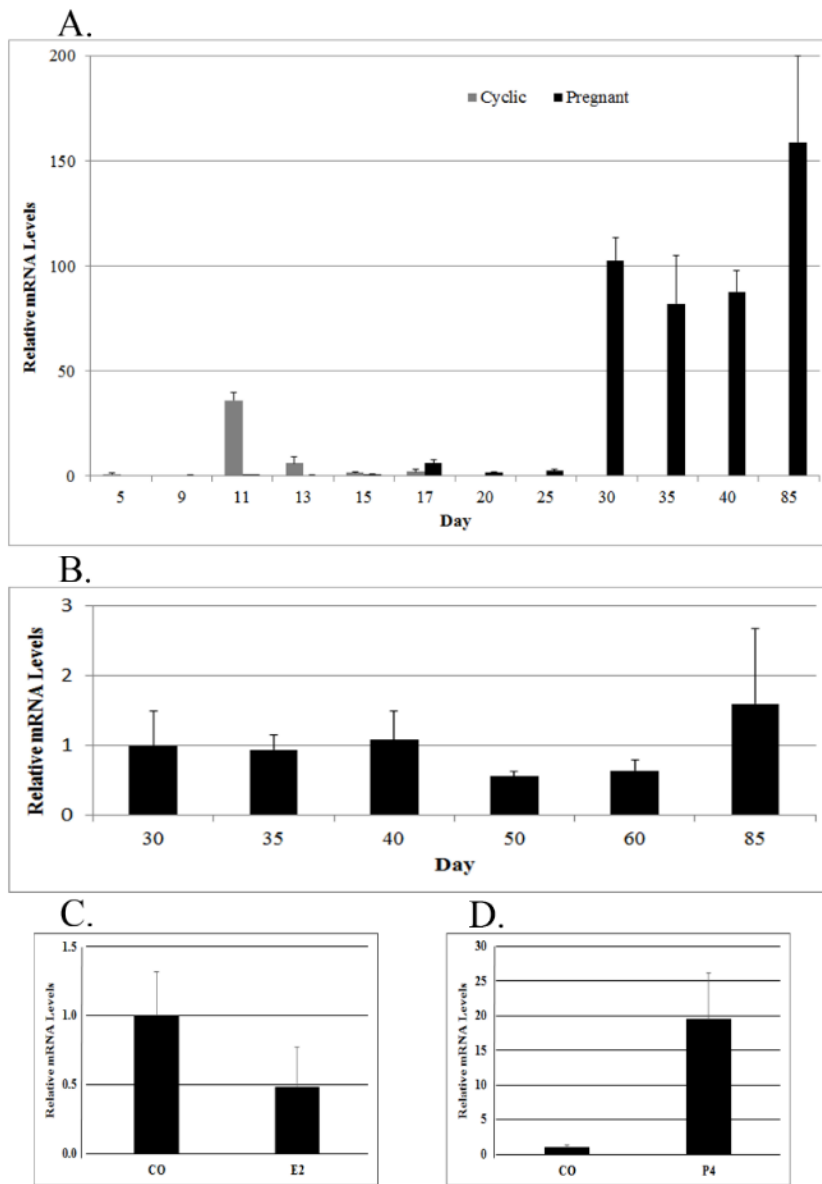 A.
200
Cyclic Pregnant
150
Relative mRNA Levels
100
50
0
5 9 11 13 15 17 20 25 30 35 40 85
Day
B.
3
Relative mRNA Levels
2
1
0
30 35 40 50 60 85
Day
C.
1.5
Relative mRNA Levels
1.0
0.5
0.0
CO E2
D.
30
25
Relative mRNA Levels
20
15
10
5
0
CO P4